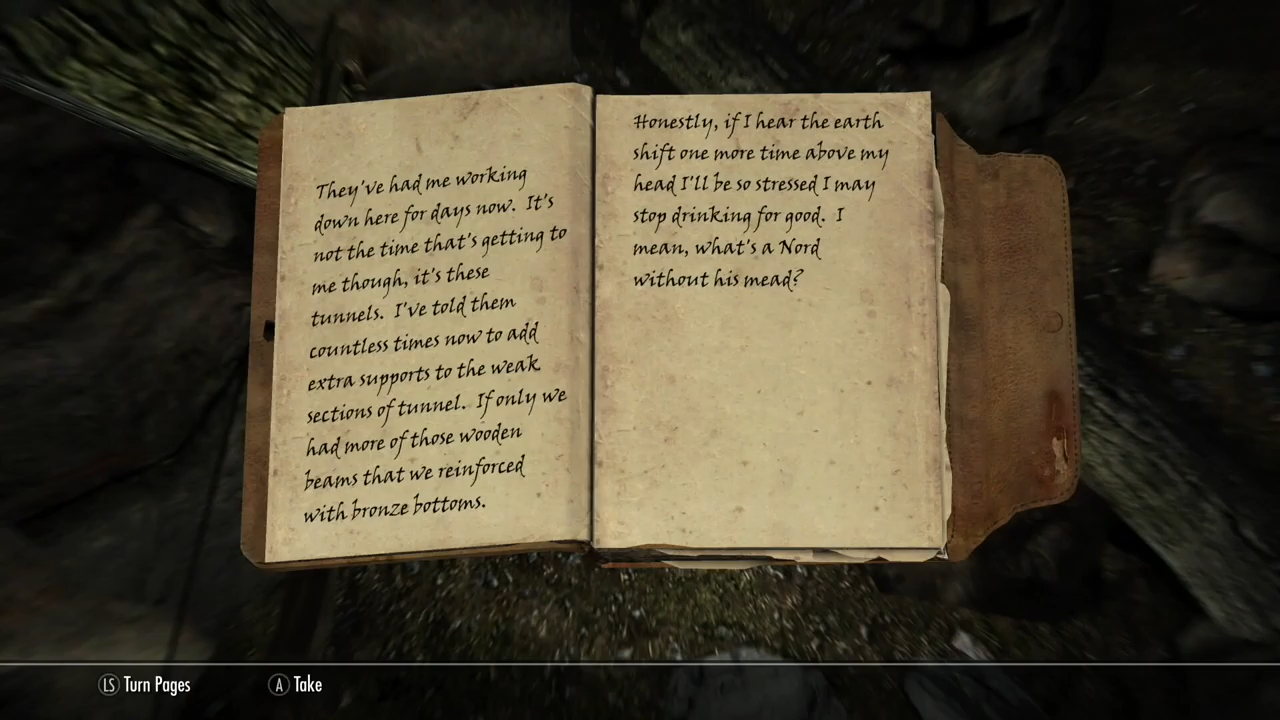 They've had me working
down here for days now. It's
not the time that's getting to
me though, it's these
tunnels. I've told them
countless times now to add
extra supports to the weak
sections of tunnel. If only we
had more of those wooden
beams that we reinforced
with bronze bottoms.
Honestly, if I hear the earth
shift one more time above my
head I'll be so stressed I may
stop drinking for good. I
mean, what's a Nord
without his mead?
LS Turn Pages
A Take